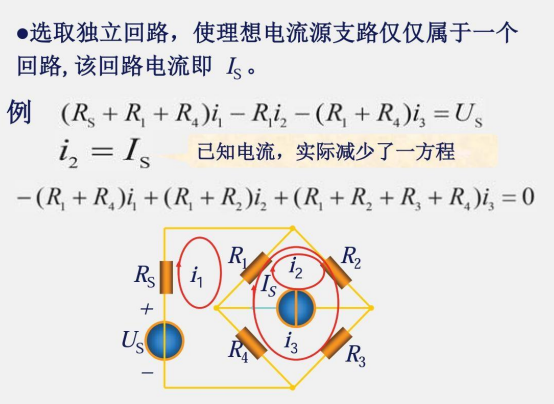 ●选取独立回路，使理想电流源支路仅仅属于一个
回路,该回路电流即 I_S 。
例 (R_S + R_1 + R_4)i_1 − R_1i_2 − (R_1 + R_4)i_3 = U_S
i_2 = I_S 已知电流，实际减少了一方程
−(R_1 + R_4)i_1 + (R_1 + R_2)i_2 + (R_1 + R_2 + R_3 + R_4)i_3 = 0
R_1 i_2 R_2
R_S i_1 I_S
+
U_S R_4 i_3 R_3
−